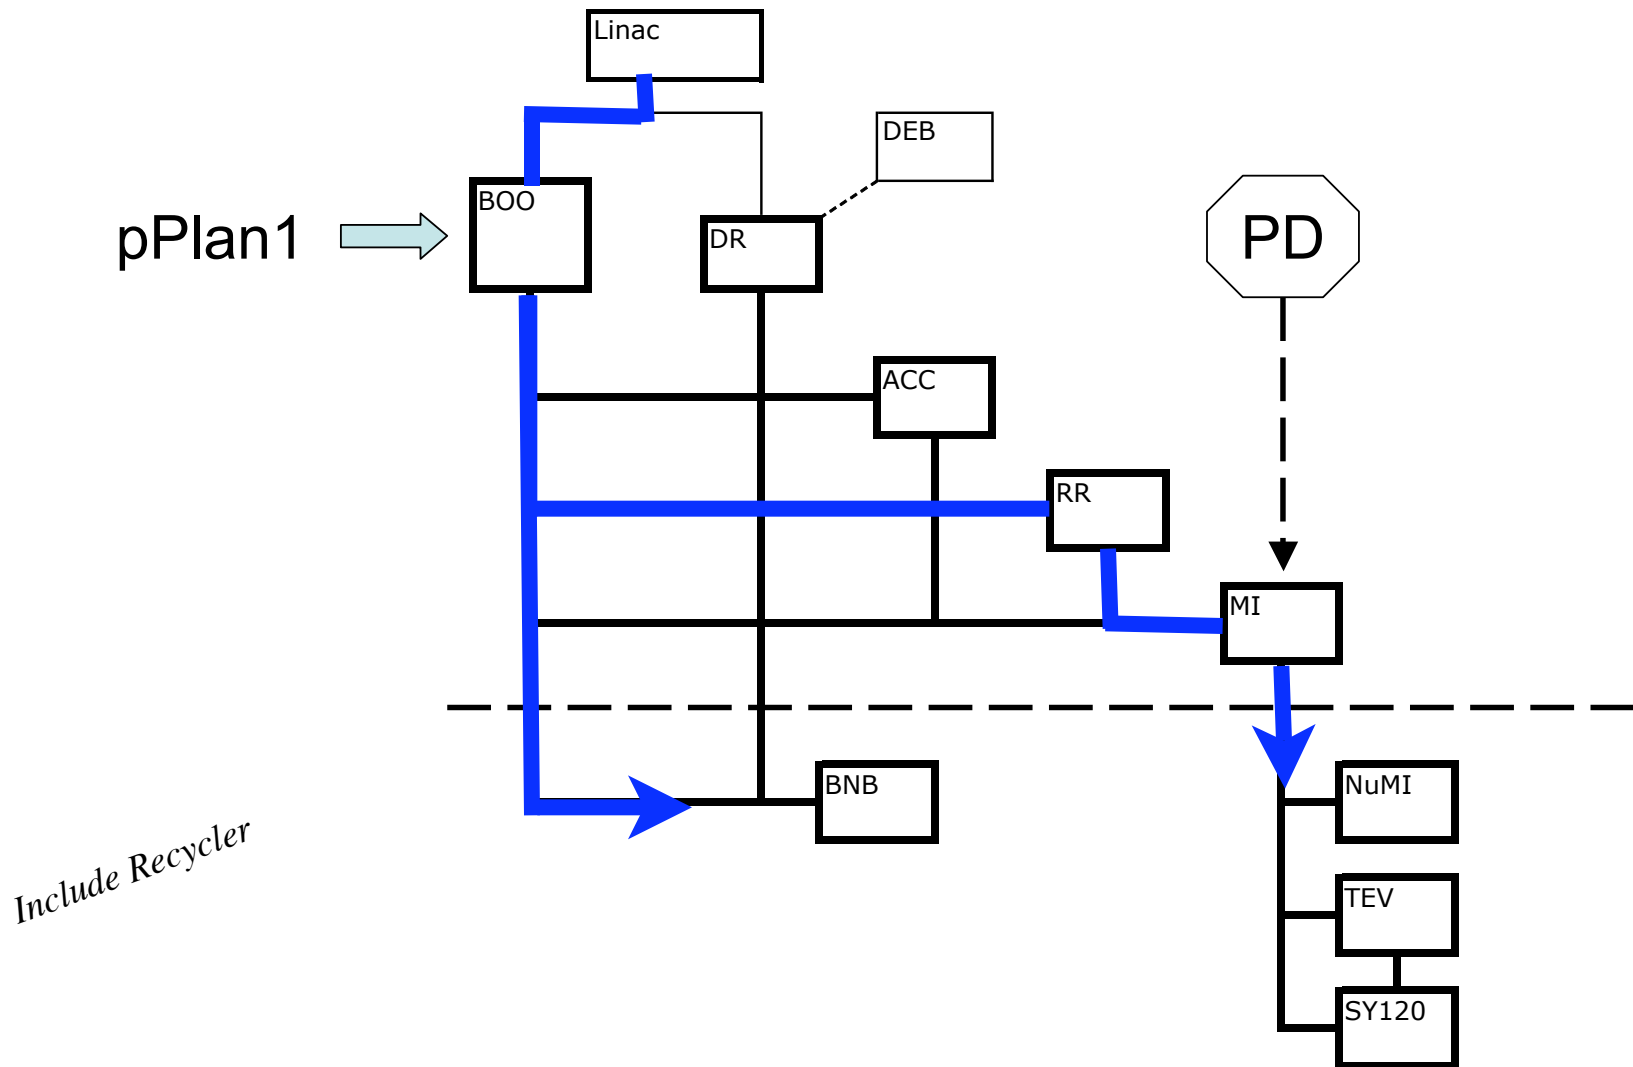 Linac
DEB
BOO
pPlan1
DR
PD
ACC
RR
MI
BNB
NuMI
Include Recycler
TEV
SY120